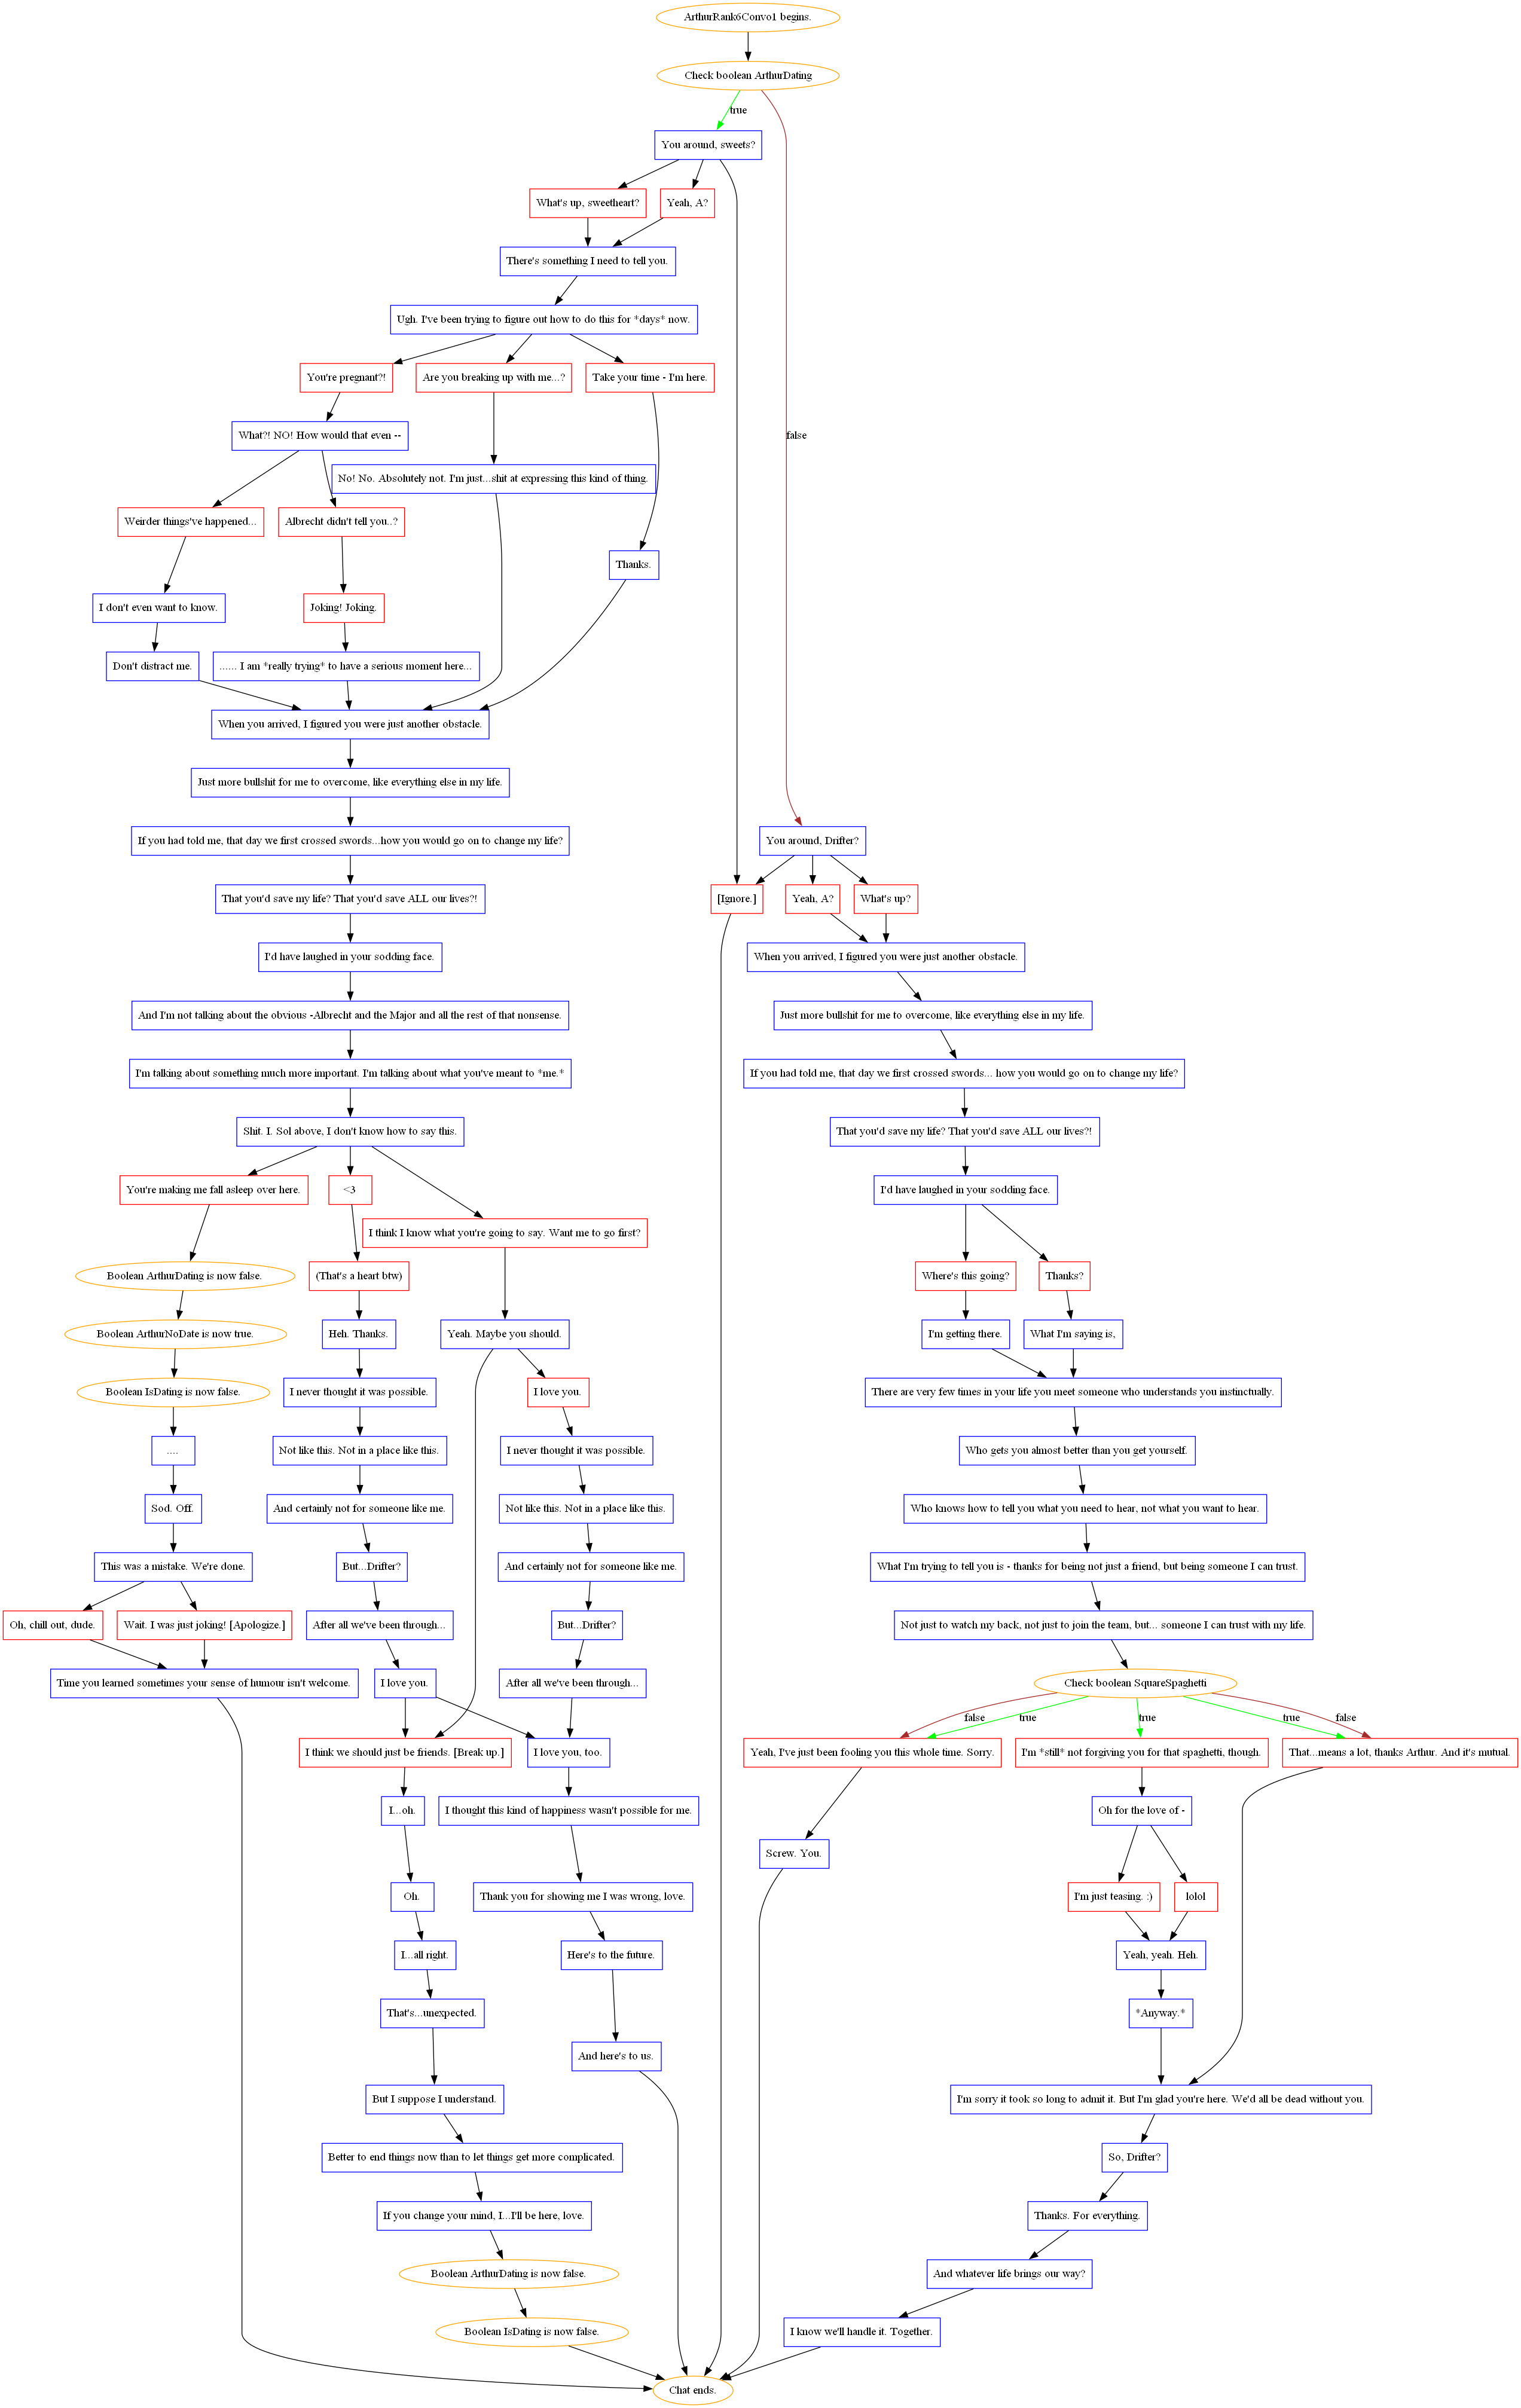 ArthurRank6Convo1 begins.
Check boolean ArthurDating
true
You around, sweets?
What's up, sweetheart?
Yeah, A?
There's something I need to tell you.
Ugh. I've been trying to figure out how to do this for *days* now.
You're pregnant?!
Are you breaking up with me...?
Take your time - I'm here.
What?! NO! How would that even --
false
No! No. Absolutely not. I'm just...shit at expressing this kind of thing.
Weirder things've happened...
Albrecht didn't tell you..?
Thanks.
I don't even want to know.
Joking! Joking.
Don't distract me.
...... I am *really trying* to have a serious moment here...
When you arrived, I figured you were just another obstacle.
Just more bullshit for me to overcome, like everything else in my life.
If you had told me, that day we first crossed swords...how you would go on to change my life?
You around, Drifter?
That you'd save my life? That you'd save ALL our lives?!
[Ignore.]
Yeah, A?
What's up?
I'd have laughed in your sodding face.
When you arrived, I figured you were just another obstacle.
And I'm not talking about the obvious -Albrecht and the Major and all the rest of that nonsense.
Just more bullshit for me to overcome, like everything else in my life.
I'm talking about something much more important. I'm talking about what you've meant to *me.*
If you had told me, that day we first crossed swords... how you would go on to change my life?
Shit. I. Sol above, I don't know how to say this.
That you'd save my life? That you'd save ALL our lives?!
You're making me fall asleep over here.
<3
I'd have laughed in your sodding face.
I think I know what you're going to say. Want me to go first?
Boolean ArthurDating is now false.
(That's a heart btw)
Where's this going?
Thanks?
Boolean ArthurNoDate is now true.
Heh. Thanks.
Yeah. Maybe you should.
I'm getting there.
What I'm saying is,
Boolean IsDating is now false.
I never thought it was possible.
I love you.
There are very few times in your life you meet someone who understands you instinctually.
....
Not like this. Not in a place like this.
I never thought it was possible.
Who gets you almost better than you get yourself.
Sod. Off.
And certainly not for someone like me.
Not like this. Not in a place like this.
Who knows how to tell you what you need to hear, not what you want to hear.
This was a mistake. We're done.
But...Drifter?
And certainly not for someone like me.
What I'm trying to tell you is - thanks for being not just a friend, but being someone I can trust.
Oh, chill out, dude.
Wait. I was just joking! [Apologize.]
After all we've been through...
But...Drifter?
Not just to watch my back, not just to join the team, but... someone I can trust with my life.
Time you learned sometimes your sense of humour isn't welcome.
I love you.
After all we've been through...
Check boolean SquareSpaghetti
false
true
true
true
false
I think we should just be friends. [Break up.]
I love you, too.
Yeah, I've just been fooling you this whole time. Sorry.
I'm *still* not forgiving you for that spaghetti, though.
That...means a lot, thanks Arthur. And it's mutual.
I...oh.
I thought this kind of happiness wasn't possible for me.
Oh for the love of -
Screw. You.
Oh.
Thank you for showing me I was wrong, love.
I'm just teasing. :)
lolol
I...all right.
Here's to the future.
Yeah, yeah. Heh.
That's...unexpected.
*Anyway.*
And here's to us.
But I suppose I understand.
I'm sorry it took so long to admit it. But I'm glad you're here. We'd all be dead without you.
Better to end things now than to let things get more complicated.
So, Drifter?
If you change your mind, I...I'll be here, love.
Thanks. For everything.
Boolean ArthurDating is now false.
And whatever life brings our way?
Boolean IsDating is now false.
I know we'll handle it. Together.
Chat ends.